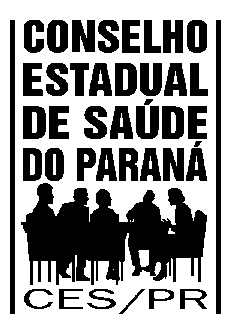 CONSELHO
ESTADUAL
DE SAÚDE
DO PARANÁ
CES/PR